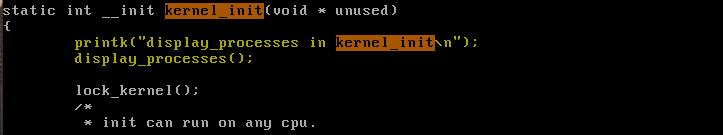 static int __init kernel_init(void * unused)
{
        printk("display_processes in kernel_init\n");
        display_processes();

        lock_kernel();
        /*
         * init can run on any cpu.